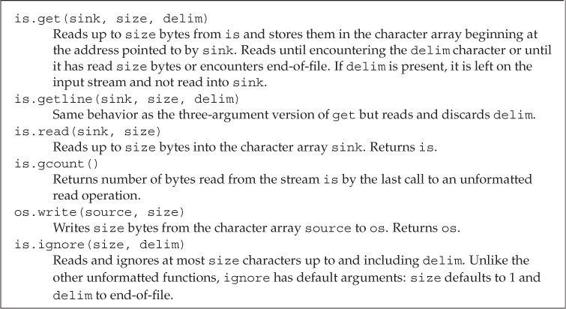 is.get(sink, size, delim)
Reads up to size bytes from is and stores them in the character array beginning at
the address pointed to by sink. Reads until encountering the delim character or until
it has read size bytes or encounters end-of-file. If delim is present, it is left on the
input stream and not read into sink.
is.getline(sink, size, delim)
Same behavior as the three-argument version of get but reads and discards delim.
is.read(sink, size)
Reads up to size bytes into the character array sink. Returns is.
is.gcount()
Returns number of bytes read from the stream is by the last call to an unformatted
read operation.
os.write(source, size)
Writes size bytes from the character array source to os. Returns os.
is.ignore(size, delim)
Reads and ignores at most size characters up to and including delim. Unlike the
other unformatted functions, ignore has default arguments: size defaults to 1 and
delim to end-of-file.